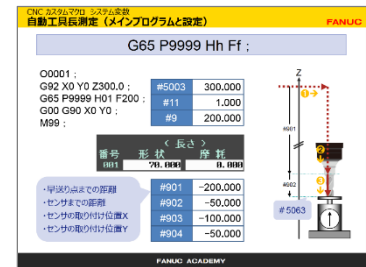 CNC カスタムマクロ システム変数
自動工具長測定（メインプログラムと設定）
FANUC
G65 P9999 Hh Ff ;
O0001 ;
G92 X0 Y0 Z300.0 ;
G65 P9999 H01 F200 ;
G00 G90 X0 Y0 ;
M99 ;
#5003 300.000
#11 1.000
#9 200.000
< 長さ >
番号 形状 摩耗
001 70.000 0.000
・早送り点までの距離
・センサまでの距離
・センサの取り付け位置X
・センサの取り付け位置Y
#901 -200.000
#902 -50.000
#903 -100.000
#904 -50.000
Z
1
#901
2
#902
3
#5063
FANUC ACADEMY